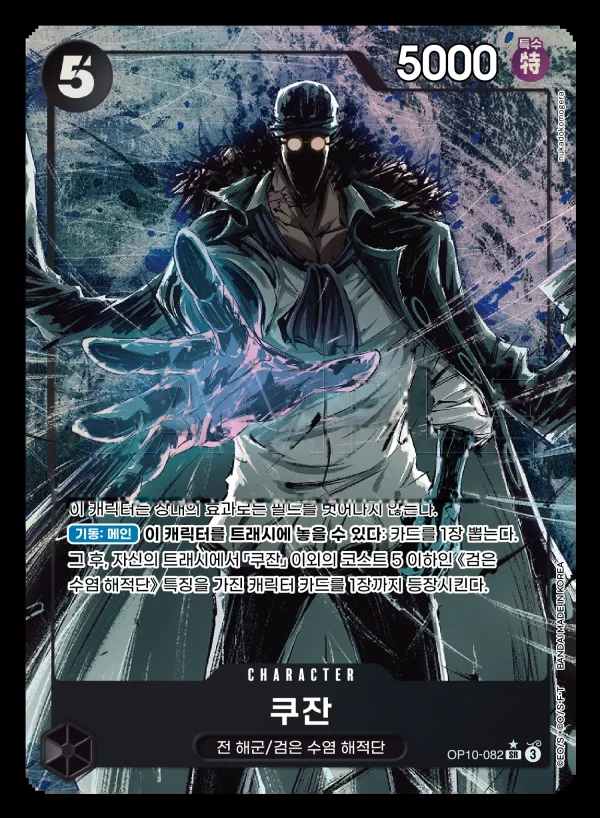 5
5000
특수
特
nukadokomogera
이 캐릭터는 상대의 효과로는 필드를 벗어나지 않는다.
기동: 메인 이 캐릭터를 트래시에 놓을 수 있다: 카드를 1장 뽑는다.
그 후, 자신의 트래시에서 「쿠잔」 이외의 코스트 5 이하인 《검은
수염 해적단》 특징을 가진 캐릭터 카드를 1장까지 등장시킨다.
CHARACTER
쿠잔
전 해군/검은 수염 해적단
OP10-082 SR 3
©EO/S ©O/S·F·T BANDAI MADE IN KOREA